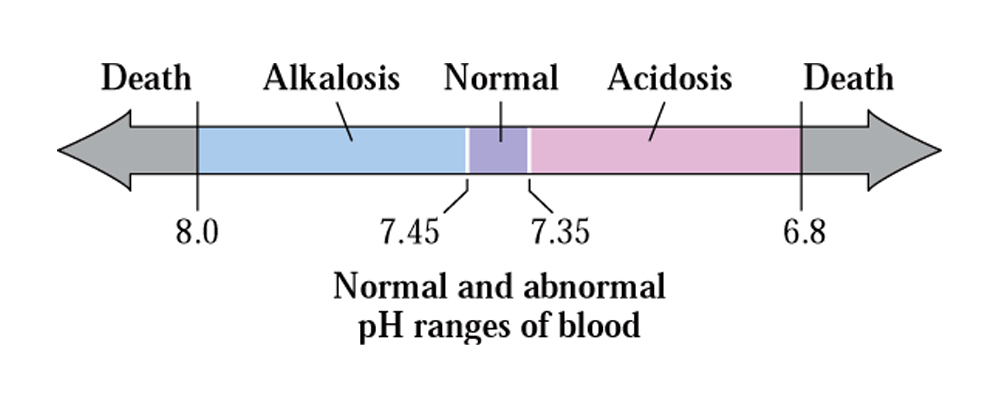 Death Alkalosis Normal Acidosis Death
8.0 7.45 7.35 6.8
Normal and abnormal
pH ranges of blood